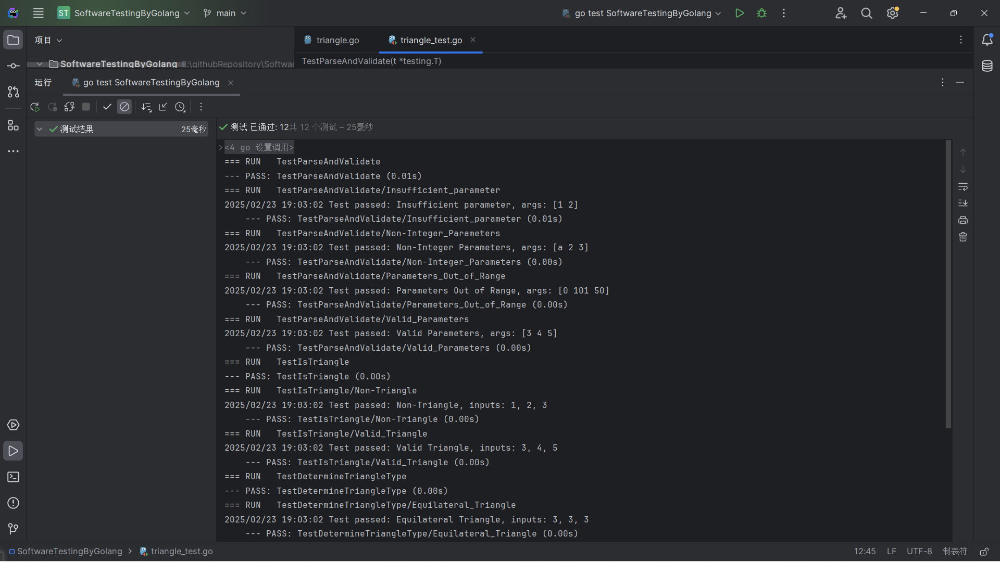 ST SoftwareTestingByGolang main go test SoftwareTestingByGolang
项目 triangle.go triangle_test.go
SoftwareTestingByGolang E:\githubRepository\Softwar TestParseAndValidate(t *testing.T)
运行 go test SoftwareTestingByGolang
测试结果 25毫秒 测试 已通过: 12共 12 个测试 – 25毫秒
<4 go 设置调用>
=== RUN   TestParseAndValidate
--- PASS: TestParseAndValidate (0.01s)
=== RUN   TestParseAndValidate/Insufficient_parameter
2025/02/23 19:03:02 Test passed: Insufficient parameter, args: [1 2]
    --- PASS: TestParseAndValidate/Insufficient_parameter (0.01s)
=== RUN   TestParseAndValidate/Non-Integer_Parameters
2025/02/23 19:03:02 Test passed: Non-Integer Parameters, args: [a 2 3]
    --- PASS: TestParseAndValidate/Non-Integer_Parameters (0.00s)
=== RUN   TestParseAndValidate/Parameters_Out_of_Range
2025/02/23 19:03:02 Test passed: Parameters Out of Range, args: [0 101 50]
    --- PASS: TestParseAndValidate/Parameters_Out_of_Range (0.00s)
=== RUN   TestParseAndValidate/Valid_Parameters
2025/02/23 19:03:02 Test passed: Valid Parameters, args: [3 4 5]
    --- PASS: TestParseAndValidate/Valid_Parameters (0.00s)
=== RUN   TestIsTriangle
--- PASS: TestIsTriangle (0.00s)
=== RUN   TestIsTriangle/Non-Triangle
2025/02/23 19:03:02 Test passed: Non-Triangle, inputs: 1, 2, 3
    --- PASS: TestIsTriangle/Non-Triangle (0.00s)
=== RUN   TestIsTriangle/Valid_Triangle
2025/02/23 19:03:02 Test passed: Valid Triangle, inputs: 3, 4, 5
    --- PASS: TestIsTriangle/Valid_Triangle (0.00s)
=== RUN   TestDetermineTriangleType
--- PASS: TestDetermineTriangleType (0.00s)
=== RUN   TestDetermineTriangleType/Equilateral_Triangle
2025/02/23 19:03:02 Test passed: Equilateral Triangle, inputs: 3, 3, 3
    --- PASS: TestDetermineTriangleType/Equilateral_Triangle (0.00s)
SoftwareTestingByGolang > triangle_test.go 12:45 LF UTF-8 制表符